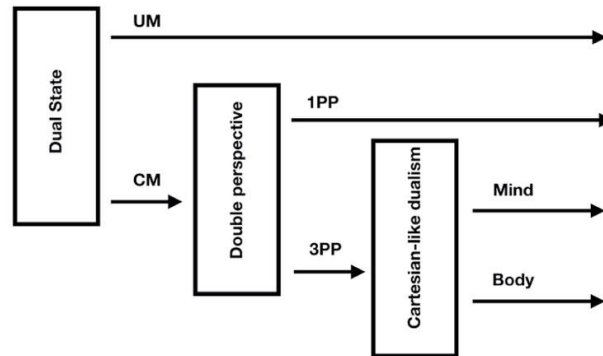 UM
Dual State
1PP
Double perspective
CM
Cartesian-like dualism
Mind
3PP
Body